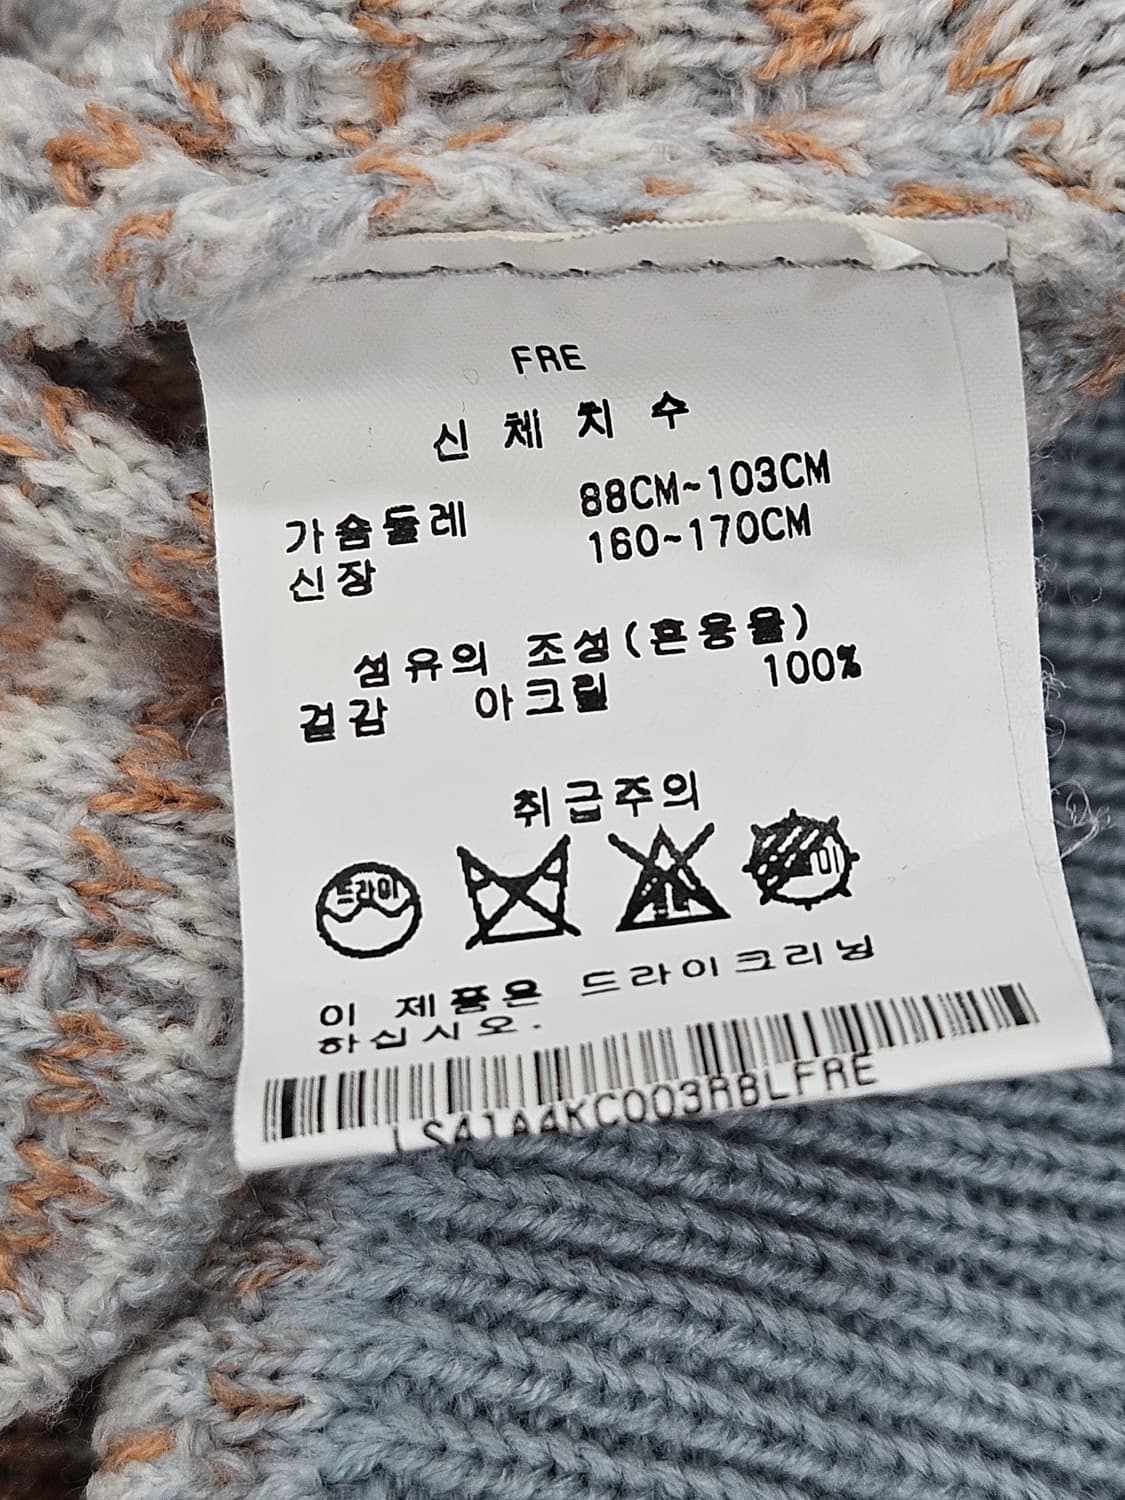 FRE
신 체 치 수
가슴둘레 88CM~103CM
신장 160~170CM
섬유의 조성(혼용율)
겉감 아크릴 100%
취급주의
드라이
이 제품은 드라이크리닝
하십시오.
LSA1A4KC003RBLFRE